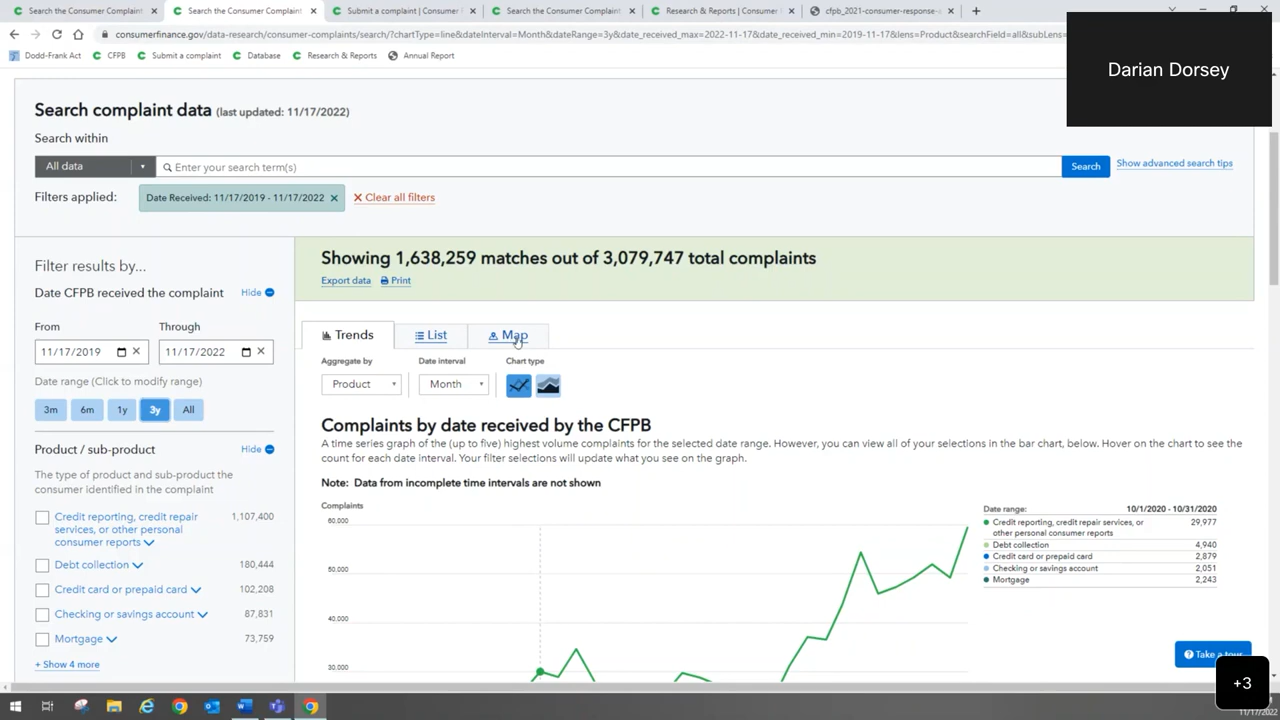 Search the Consumer Complaint
Search the Consumer Complaint
Submit a complaint | Consumer F
Search the Consumer Complaint
Research & Reports | Consumer
cfpb_2021-consumer-response-a
consumerfinance.gov/data-research/consumer-complaints/search/?chartType=line&dateInterval=Month&dateRange=3y&date_received_max=2022-11-17&date_received_min=2019-11-17&lens=Product&searchField=all&subLens=
Dodd-Frank Act CFPB Submit a complaint Database Research & Reports Annual Report
Darian Dorsey
Search complaint data (last updated: 11/17/2022)
Search within
All data Enter your search term(s) Search Show advanced search tips
Filters applied: Date Received: 11/17/2019 - 11/17/2022 Clear all filters
Filter results by...
Date CFPB received the complaint Hide
From Through
11/17/2019 11/17/2022
Date range (Click to modify range)
3m 6m 1y 3y All
Product / sub-product Hide
The type of product and sub-product the
consumer identified in the complaint
Credit reporting, credit repair 1,107,400
services, or other personal
consumer reports
Debt collection 180,444
Credit card or prepaid card 102,208
Checking or savings account 87,831
Mortgage 73,759
+ Show 4 more
Showing 1,638,259 matches out of 3,079,747 total complaints
Export data Print
Trends List Map
Aggregate by Date interval Chart type
Product Month
Complaints by date received by the CFPB
A time series graph of the (up to five) highest volume complaints for the selected date range. However, you can view all of your selections in the bar chart, below. Hover on the chart to see the
count for each date interval. Your filter selections will update what you see on the graph.
Note: Data from incomplete time intervals are not shown
Complaints
60,000
50,000
40,000
30,000
Date range: 10/1/2020 - 10/31/2020
Credit reporting, credit repair services, or 29,977
other personal consumer reports
Debt collection 4,940
Credit card or prepaid card 2,879
Checking or savings account 2,051
Mortgage 2,243
Take a tour
+3
11/17/2022